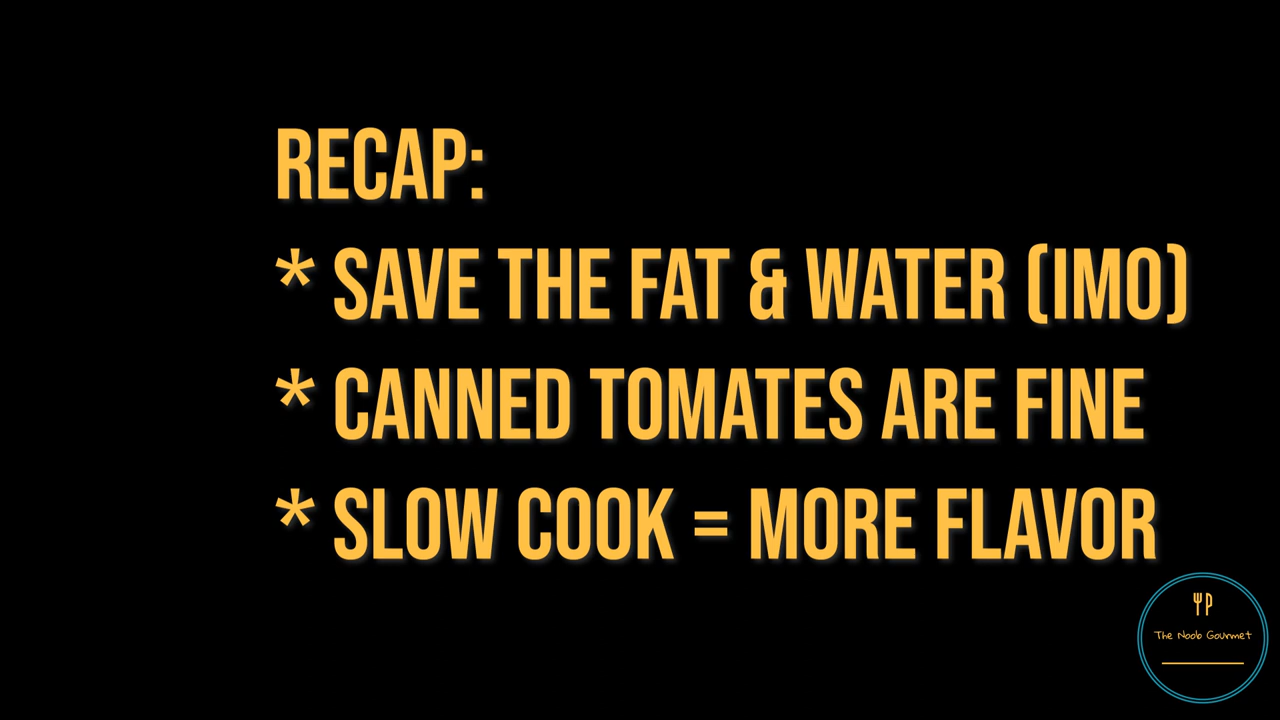 RECAP:
* SAVE THE FAT & WATER (IMO)
* CANNED TOMATES ARE FINE
* SLOW COOK = MORE FLAVOR
The Noob Gourmet